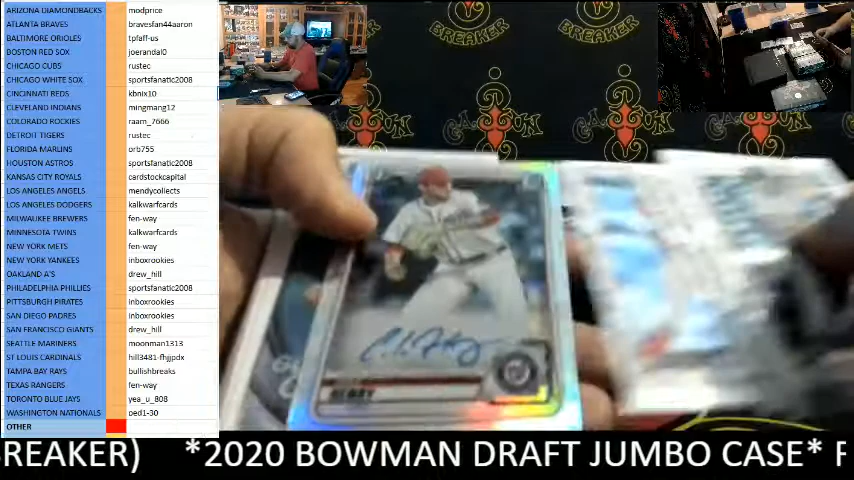 ARIZONA DIAMONDBACKS modprice
ATLANTA BRAVES bravesfan44aaron
BALTIMORE ORIOLES tpfaff-us
BOSTON RED SOX joerandal0
CHICAGO CUBS rustec
CHICAGO WHITE SOX sportsfanatic2008
CINCINNATI REDS kbnix10
CLEVELAND INDIANS mingmang12
COLORADO ROCKIES raam_7666
DETROIT TIGERS rustec
FLORIDA MARLINS orb755
HOUSTON ASTROS sportsfanatic2008
KANSAS CITY ROYALS cardstockcapital
LOS ANGELES ANGELS mendycollects
LOS ANGELES DODGERS kalkwarfcards
MILWAUKEE BREWERS fen-way
MINNESOTA TWINS kalkwarfcards
NEW YORK METS fen-way
NEW YORK YANKEES inboxrookies
OAKLAND A'S drew_hill
PHILADELPHIA PHILLIES sportsfanatic2008
PITTSBURGH PIRATES inboxrookies
SAN DIEGO PADRES inboxrookies
SAN FRANCISCO GIANTS drew_hill
SEATTLE MARINERS moonman1313
ST LOUIS CARDINALS hill3481-fhjjpdx
TAMPA BAY RAYS bullishbreaks
TEXAS RANGERS fen-way
TORONTO BLUE JAYS yea_u_808
WASHINGTON NATIONALS ped1-30
OTHER
BREAKER
BREAKER
REAKER) *2020 BOWMAN DRAFT JUMBO CASE* F